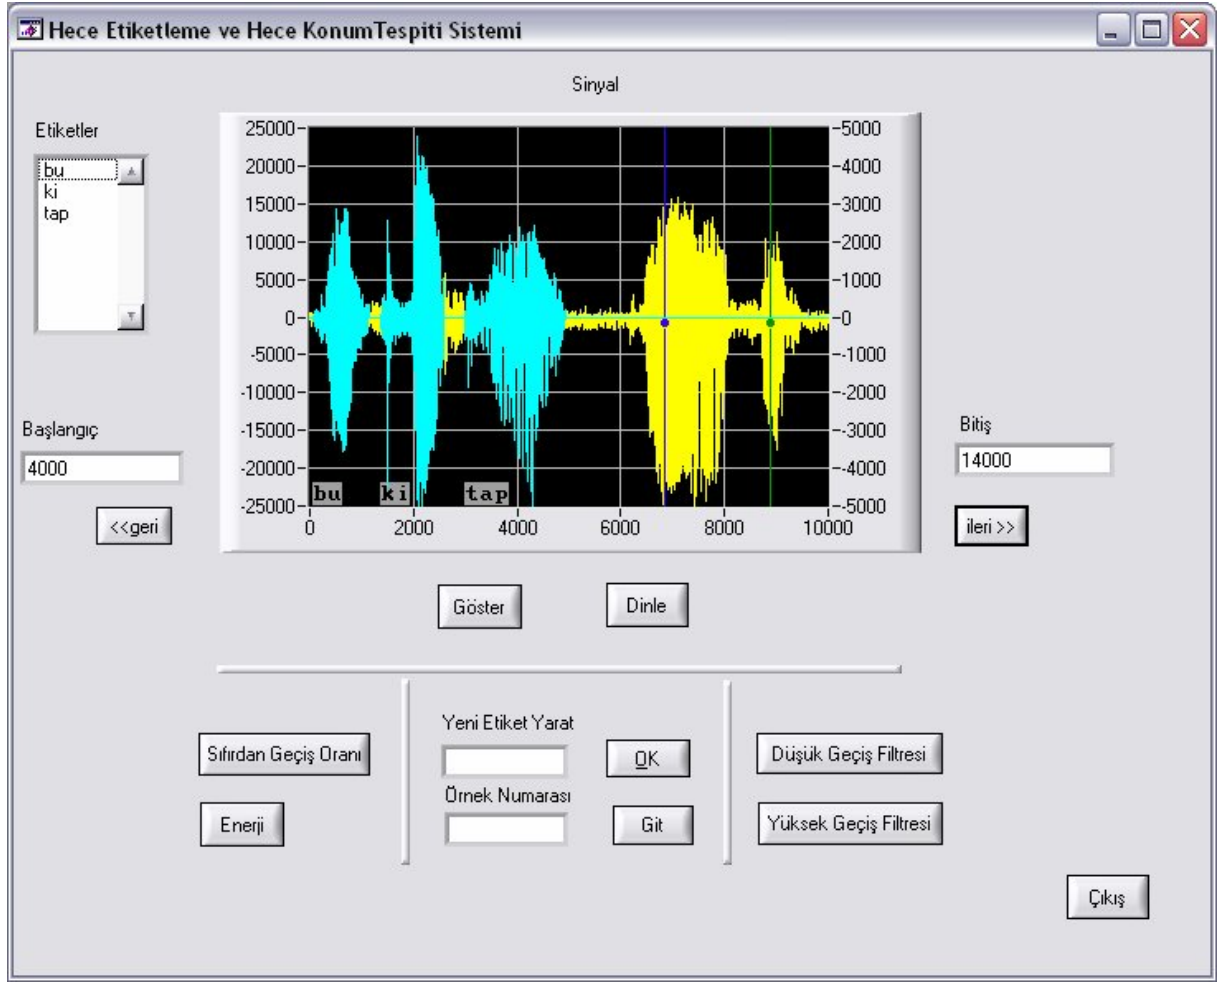 Hece Etiketleme ve Hece KonumTespiti Sistemi
Sinyal
Etiketler
bu
ki
tap
25000
20000
15000
10000
5000
0
-5000
-10000
-15000
-20000
-25000
5000
4000
3000
2000
1000
0
-1000
-2000
-3000
-4000
-5000
bu ki tap
0 2000 4000 6000 8000 10000
Başlangıç
4000
<<geri
Bitiş
14000
ileri >>
Göster Dinle
Sıfırdan Geçiş Oranı
Enerji
Yeni Etiket Yarat
OK
Örnek Numarası
Git
Düşük Geçiş Filtresi
Yüksek Geçiş Filtresi
Çıkış